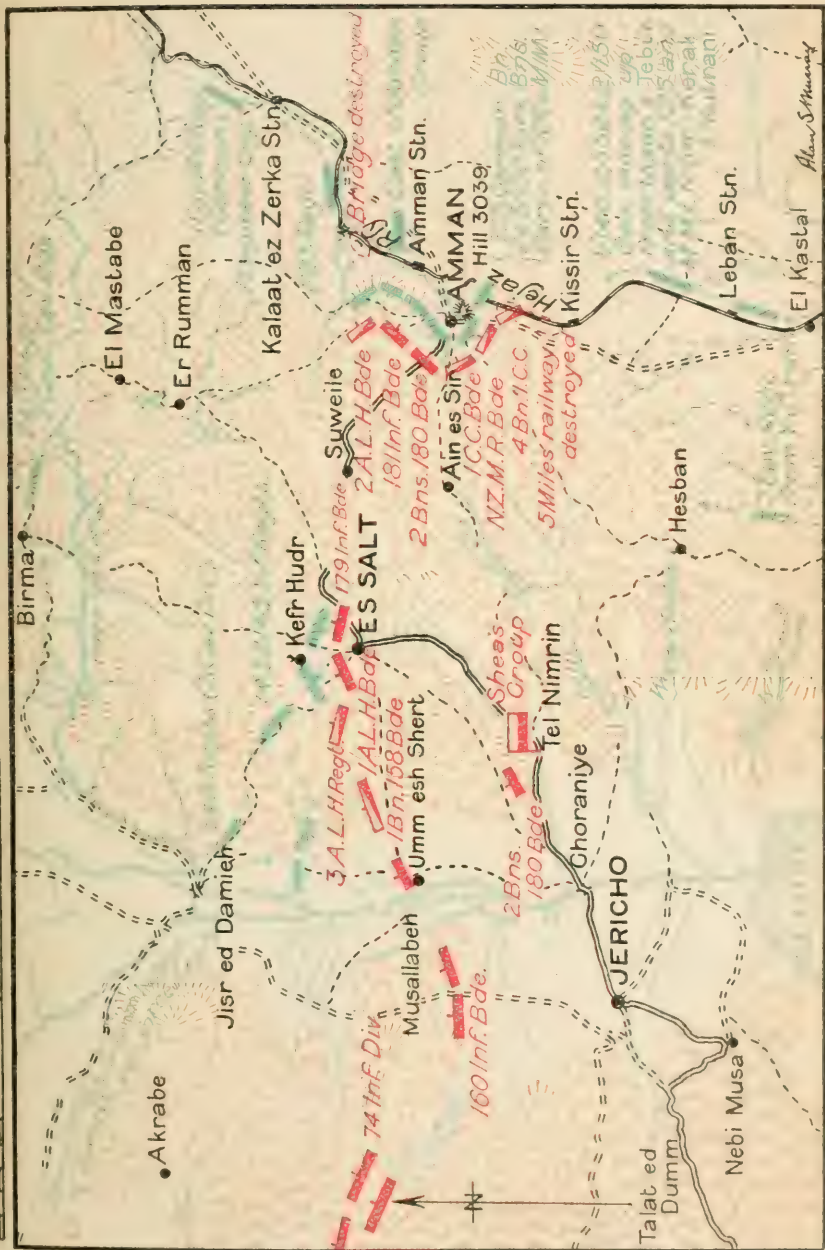 Birma
El Mastabe
Er Rumman
Akrabe
Jisr ed Damieh
Kalaat ez Zerka Stn.
Kefr Hudr
Suweile
Bridge destroyed
74 Inf. Div.
3 A.L.H. Regt.
1 A.L.H. Bde
1 Bn. 158 Bde
179 Inf. Bde
ES SALT
2 A.L.H. Bde
181 Inf. Bde
2 Bns. 180 Bde
Amman Stn.
Musallabeh
Umm esh Shert
Ain es Sir
AMMAN
Hill 3039
160 Inf. Bde.
1 C.C. Bde
N.Z.M.R. Bde
4 Bn. I.C.C
5 Miles railway
destroyed
Hejaz
Ry.
Kissir Stn.
Sheas
Group
2 Bns.
180 Bde
Tel Nimrin
Ghoraniye
JERICHO
Hesban
Leban Stn.
El Kastal
Talat ed
Dumm
Nebi Musa
N
Alan S. Murray